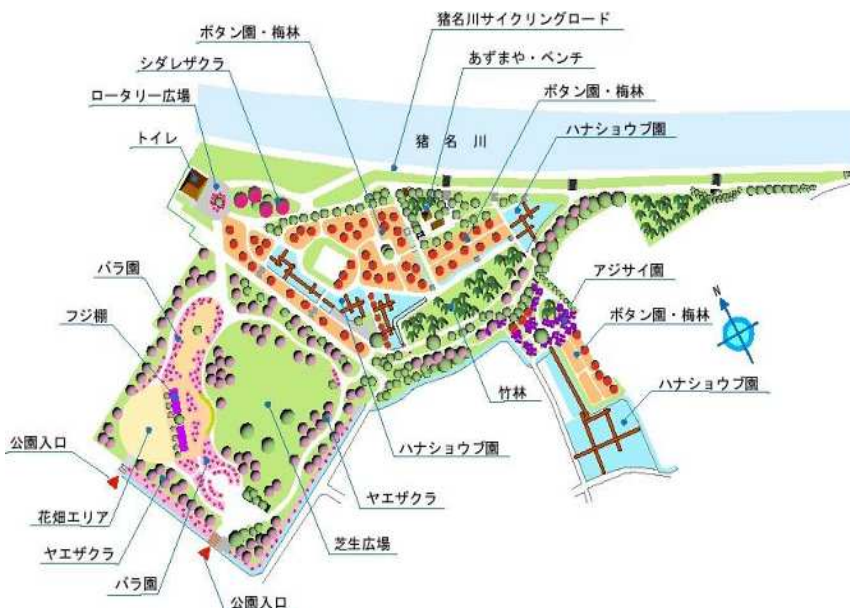 猪名川サイクリングロード
ボタン園・梅林
あずまや・ベンチ
シダレザクラ
ボタン園・梅林
ロータリー広場
ハナショウブ園
トイレ
猪名川
バラ園
アジサイ園
フジ棚
ボタン園・梅林
N
ハナショウブ園
竹林
公園入口
ハナショウブ園
ヤエザクラ
花畑エリア
芝生広場
ヤエザクラ
バラ園
公園入口